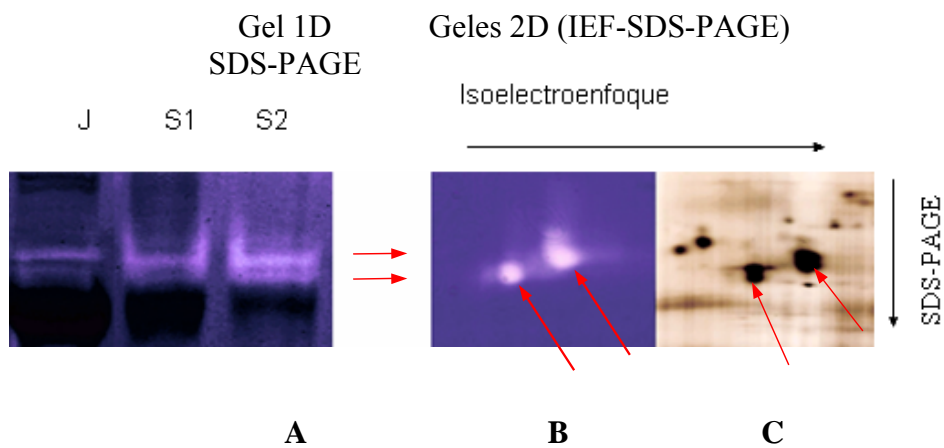 Gel 1D
SDS-PAGE
Geles 2D (IEF-SDS-PAGE)
J S1 S2
Isoelectroenfoque
SDS-PAGE
A B C